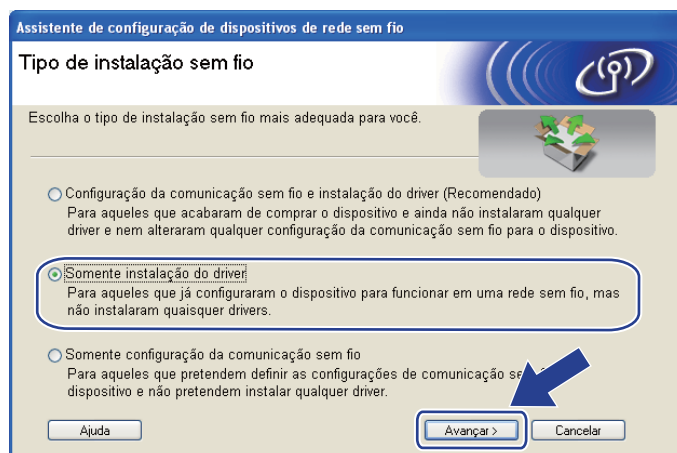 Assistente de configuração de dispositivos de rede sem fio
Tipo de instalação sem fio
Escolha o tipo de instalação sem fio mais adequada para você.
Configuração da comunicação sem fio e instalação do driver (Recomendado)
Para aqueles que acabaram de comprar o dispositivo e ainda não instalaram qualquer
driver e nem alteraram qualquer configuração da comunicação sem fio para o dispositivo.
Somente instalação do driver
Para aqueles que já configuraram o dispositivo para funcionar em uma rede sem fio, mas
não instalaram quaisquer drivers.
Somente configuração da comunicação sem fio
Para aqueles que pretendem definir as configurações de comunicação
dispositivo e não pretendem instalar qualquer driver.
Ajuda
Avançar >
Cancelar